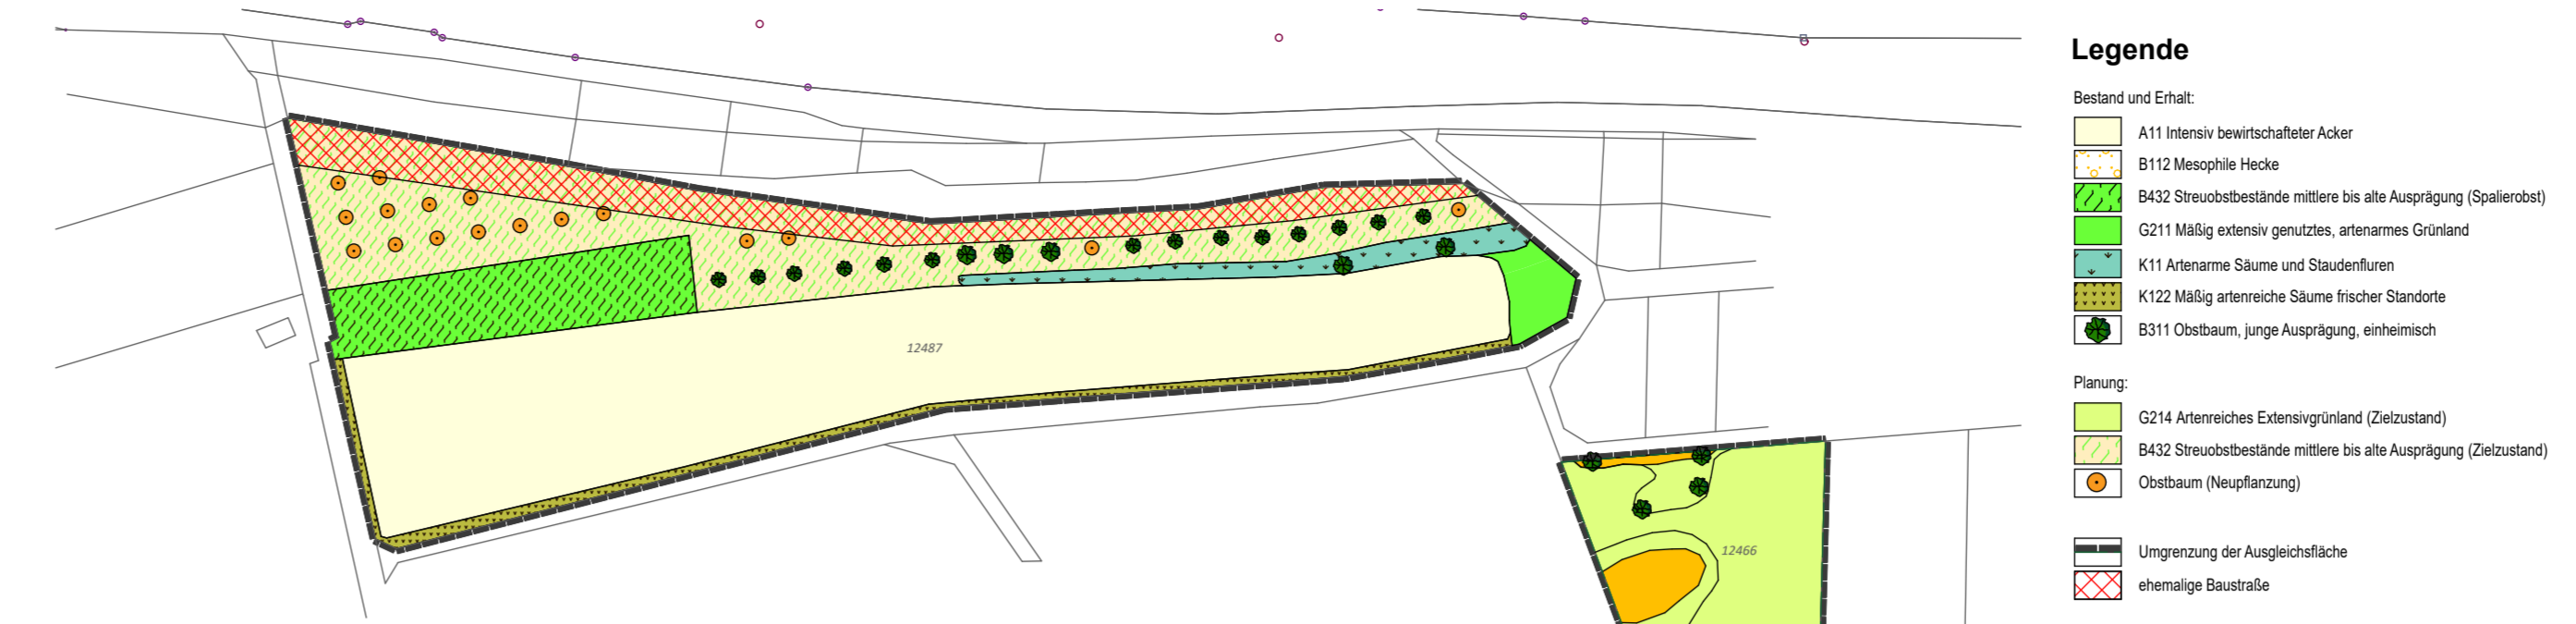 12487
12466
Legende
Bestand und Erhalt:
A11 Intensiv bewirtschafteter Acker
B112 Mesophile Hecke
B432 Streuobstbestände mittlere bis alte Ausprägung (Spalierobst)
G211 Mäßig extensiv genutztes, artenarmes Grünland
K11 Artenarme Säume und Staudenfluren
K122 Mäßig artenreiche Säume frischer Standorte
B311 Obstbaum, junge Ausprägung, einheimisch
Planung:
G214 Artenreiches Extensivgrünland (Zielzustand)
B432 Streuobstbestände mittlere bis alte Ausprägung (Zielzustand)
Obstbaum (Neupflanzung)
Umgrenzung der Ausgleichsfläche
ehemalige Baustraße